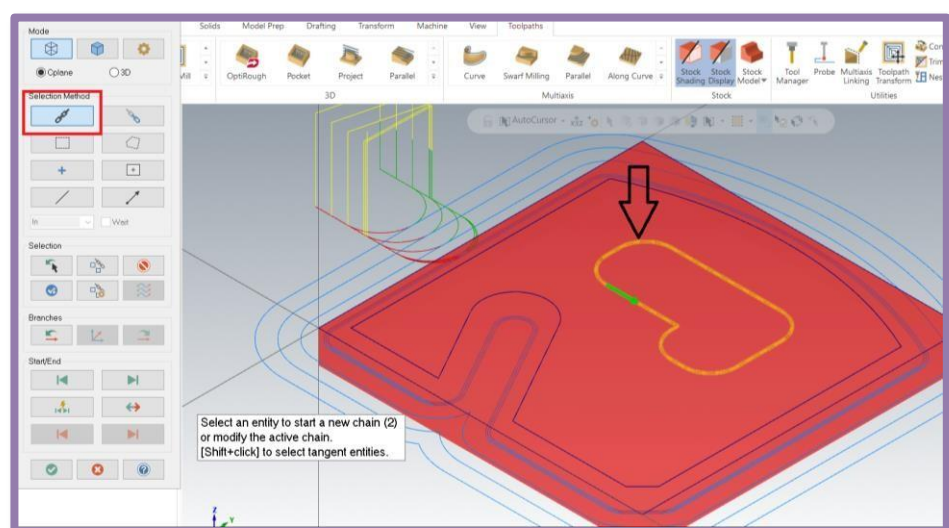 Mode
Cplane 3D
Selection Method
In Wait
Selection
Branches
Start/End
Solids Model Prep Drafting Transform Machine View Toolpaths
OptiRough Pocket Project Parallel Curve Swarf Milling Parallel Along Curve
Stock Shading Stock Display Stock Model Tool Manager Probe Multiaxis Linking Toolpath Transform
3D Multiaxis Stock Utilities
AutoCursor
Select an entity to start a new chain (2)
or modify the active chain.
[Shift+click] to select tangent entities.
Z
Y